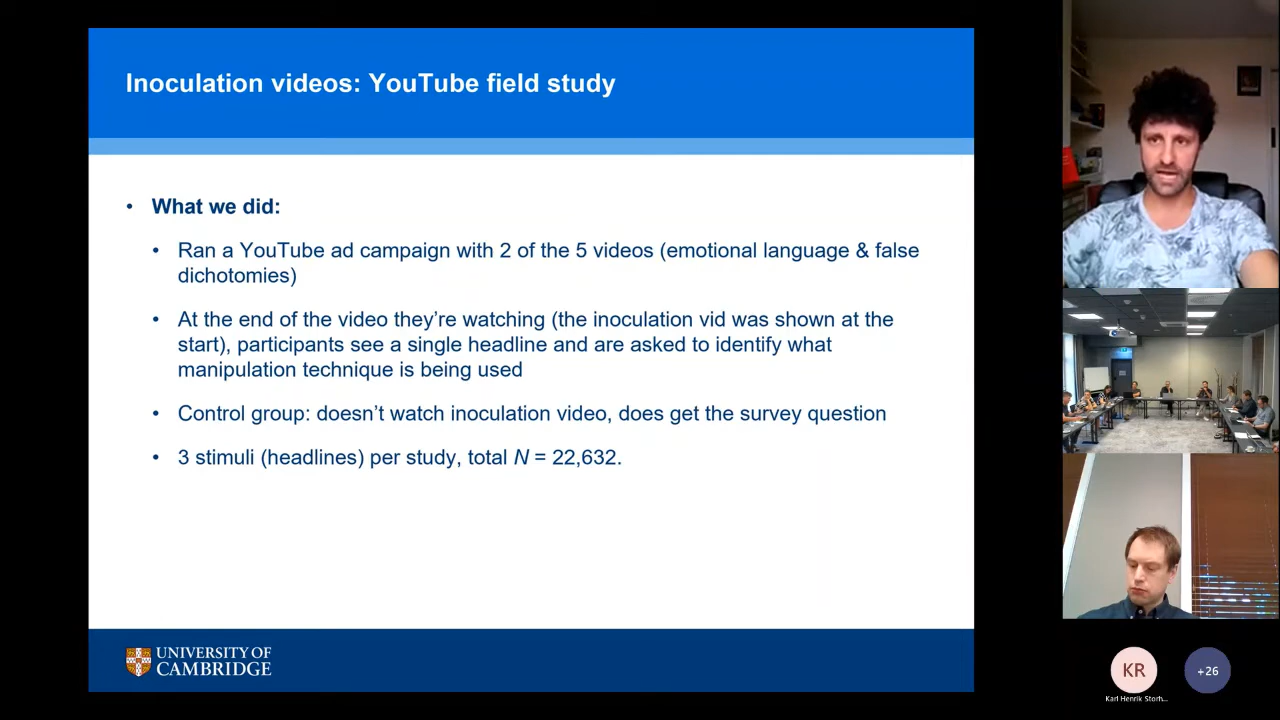 Inoculation videos: YouTube field study
• What we did:
• Ran a YouTube ad campaign with 2 of the 5 videos (emotional language & false
dichotomies)
• At the end of the video they’re watching (the inoculation vid was shown at the
start), participants see a single headline and are asked to identify what
manipulation technique is being used
• Control group: doesn’t watch inoculation video, does get the survey question
• 3 stimuli (headlines) per study, total N = 22,632.
UNIVERSITY OF
CAMBRIDGE
KR
+26
Karl Henrik Storh...